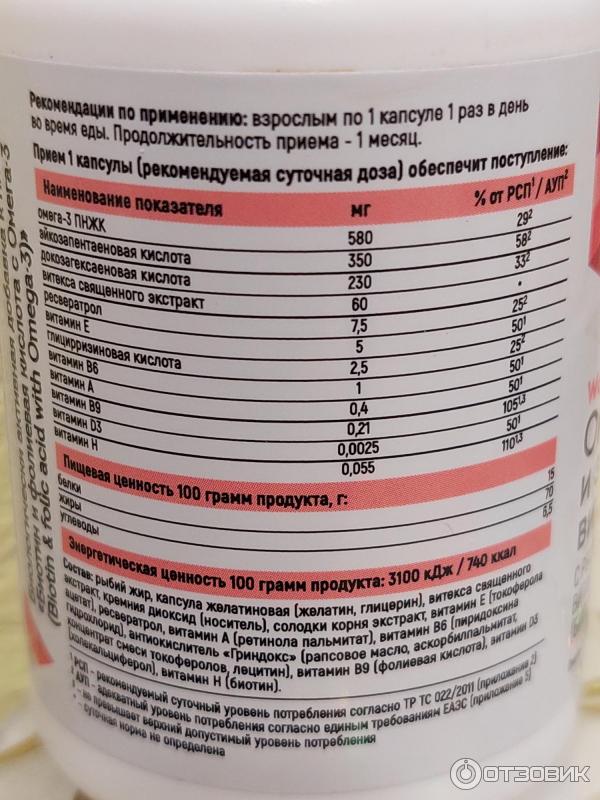 Рекомендации по применению: взрослым по 1 капсуле 1 раз в день
во время еды. Продолжительность приема - 1 месяц.
Прием 1 капсулы (рекомендуемая суточная доза) обеспечит поступление:
Наименование показателя мг % от РСП¹/ АУП²
омега-3 ПНЖК 580 29²
эйкозапентаеновая кислота 350 58²
докозагексаеновая кислота 230 33²
витекса священного экстракт 60 •
ресвератрол 7,5 25²
витамин Е 5 50¹
глицирризиновая кислота 2,5 25²
витамин В6 1 50¹
витамин А 0,4 50¹
витамин В9 0,21 105¹,³
витамин D3 0,0025 50¹
витамин Н 0,055 110¹,³
Пищевая ценность 100 грамм продукта, г:
белки 15
жиры 70
углеводы 6,5
Энергетическая ценность 100 грамм продукта: 3100 кДж / 740 ккал
Состав: рыбий жир, капсула желатиновая (желатин, глицерин), витекса священного
экстракт, кремния диоксид (носитель), солодки корня экстракт, витамин Е (токоферола
ацетат), ресвератрол, витамин А (ретинола пальмитат), витамин В6 (пиридоксина
гидрохлорид), антиокислитель «Гриндокс» (рапсовое масло, аскорбилпальмитат,
концентрат смеси токоферолов, лецитин), витамин В9 (фолиевая кислота), витамин D3
(холекальциферол), витамин Н (биотин).
¹ РСП - рекомендуемый суточный уровень потребления согласно ТР ТС 022/2011 (приложение 2)
² АУП - адекватный уровень потребления согласно единым требованиям ЕАЭС (приложение 5)
³ - не превышает верхний допустимый уровень потребления
• - суточная норма не определена
биологически активная добавка к
«Биотин и фолиевая кислота с Омега-3
(Biotin & folic acid with Omega-3)»
ОТЗОВИК